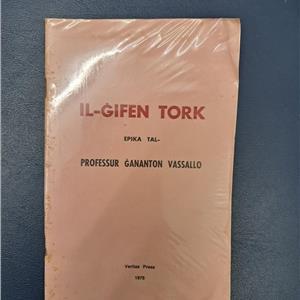 IL-ĠIFEN TORK
EPIKA TAL-
PROFESSUR ĠANANTON VASSALLO
Veritas Press
1975